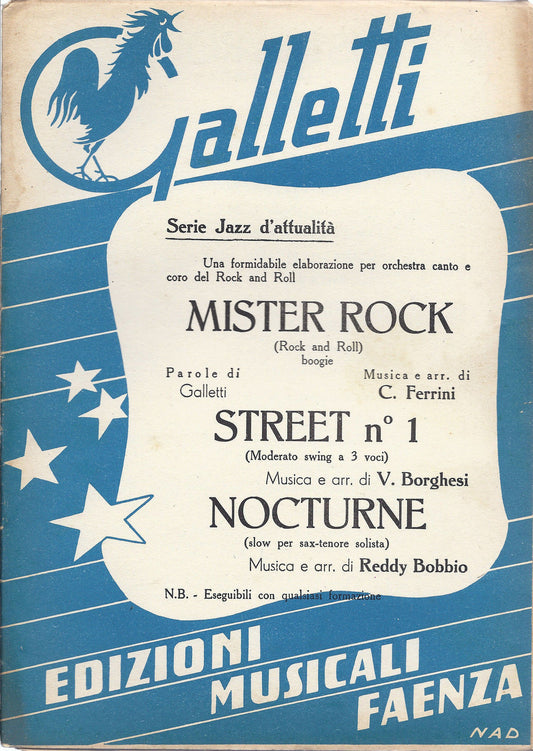 Galletti
Serie Jazz d'attualità
Una formidabile elaborazione per orchestra canto e
coro del Rock and Roll
MISTER ROCK
(Rock and Roll)
boogie
Parole di Musica e arr. di
Galletti C. Ferrini
STREET nº 1
(Moderato swing a 3 voci)
Musica e arr. di V. Borghesi
NOCTURNE
(slow per sax-tenore solista)
Musica e arr. di Reddy Bobbio
N.B. - Eseguibili con qualsiasi formazione
EDIZIONI
MUSICALI
FAENZA
NAD